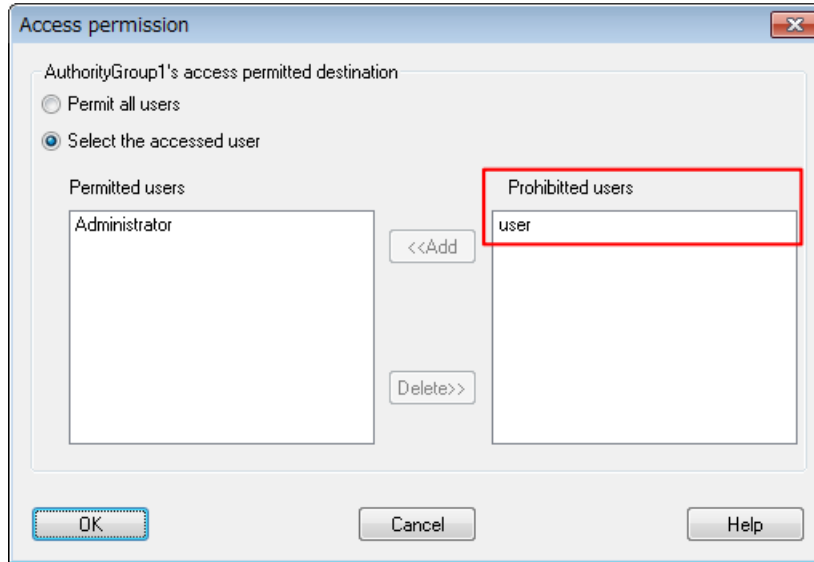 Access permission
AuthorityGroup1's access permitted destination
Permit all users
Select the accessed user
Permitted users
Prohibitted users
Administrator
user
<<Add
Delete>>
OK
Cancel
Help